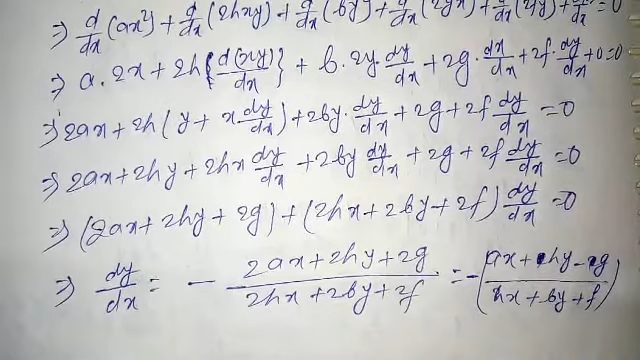 ⇒ d/dx (ax²) + d/dx (2hxy) + d/dx (by²) + d/dx (2gx) + d/dx (2fy) + = 0
⇒ a. 2x + 2h { d(xy)/dx } + b. 2y. dy/dx + 2g. dx/dx + 2f. dy/dx + 0 = 0
⇒ 2ax + 2h (y + x dy/dx) + 2by. dy/dx + 2g + 2f dy/dx = 0
⇒ 2ax + 2hy + 2hx dy/dx + 2by dy/dx + 2g + 2f dy/dx = 0
⇒ (2ax + 2hy + 2g) + (2hx + 2by + 2f) dy/dx = 0
⇒ dy/dx = - (2ax + 2hy + 2g)/(2hx + 2by + 2f) = - (ax + hy - g / hx + by + f)